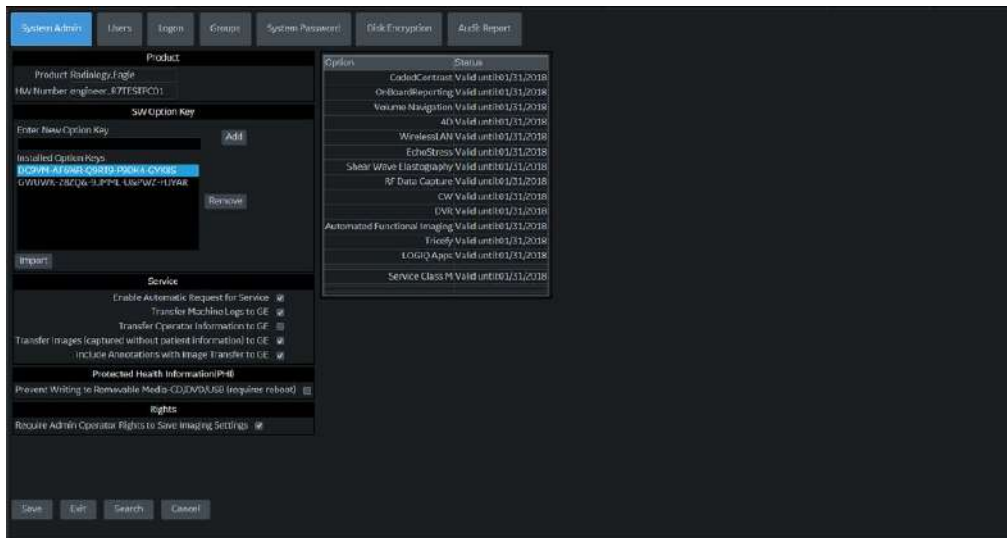 System Admin
Users
Logon
Groups
System Password
Disk Encryption
Audit Report
Product
Product Radiology.Eagle
HW Number engineer.
SW Option Key
Enter New Option Key
Add
Installed Option Keys
Remove
Import
Service
Enable Automatic Request for Service
Transfer Machine Logs to GE
Transfer Operator Information to GE
Transfer Images (captured without patient information) to GE
Include Annotations with Image Transfer to GE
Protected Health Information(PHI)
Prevent Writing to Removable Media-CD,DVD,USB (requires reboot)
Rights
Require Admin Operator Rights to Save Imaging Settings
Option Status
CodedContrast Valid until:01/31/2018
OnBoardReporting Valid until:01/31/2018
Volume Navigation Valid until:01/31/2018
4D Valid until:01/31/2018
WirelessLAN Valid until:01/31/2018
EchoStress Valid until:01/31/2018
Shear Wave Elastography Valid until:01/31/2018
RF Data Capture Valid until:01/31/2018
CW Valid until:01/31/2018
DVR Valid until:01/31/2018
Automated Functional Imaging Valid until:01/31/2018
Tricefy Valid until:01/31/2018
LOGIQ Apps Valid until:01/31/2018
Service Class M Valid until:01/31/2018
Save
Exit
Search
Cancel